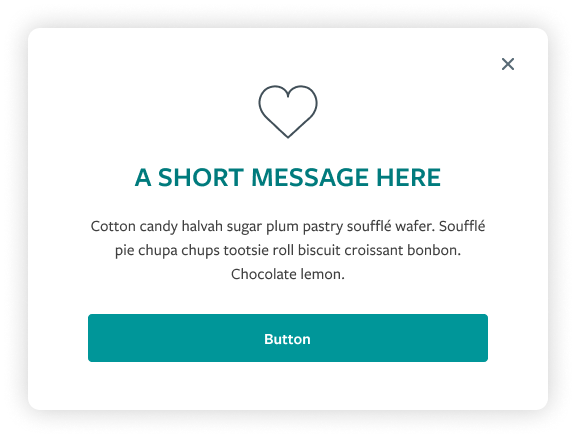 A SHORT MESSAGE HERE
Cotton candy halvah sugar plum pastry soufflé wafer. Soufflé
pie chupa chups tootsie roll biscuit croissant bonbon.
Chocolate lemon.
Button